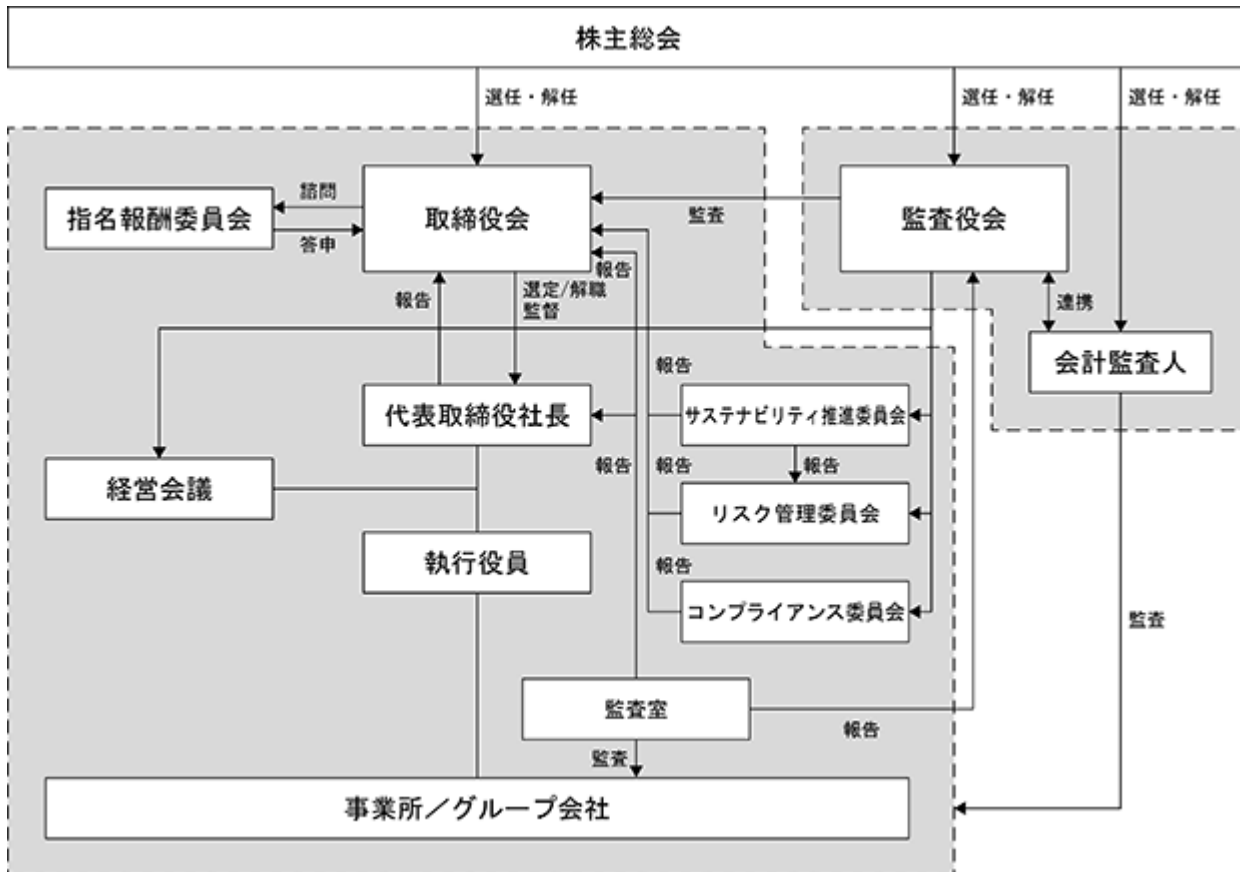 株主総会
選任・解任
選任・解任
選任・解任
指名報酬委員会
諮問
答申
取締役会
監査
監査役会
報告
報告
選定/解職
監督
連携
会計監査人
代表取締役社長
報告
サステナビリティ推進委員会
経営会議
報告
報告
報告
リスク管理委員会
執行役員
報告
コンプライアンス委員会
監査
監査室
報告
監査
事業所／グループ会社